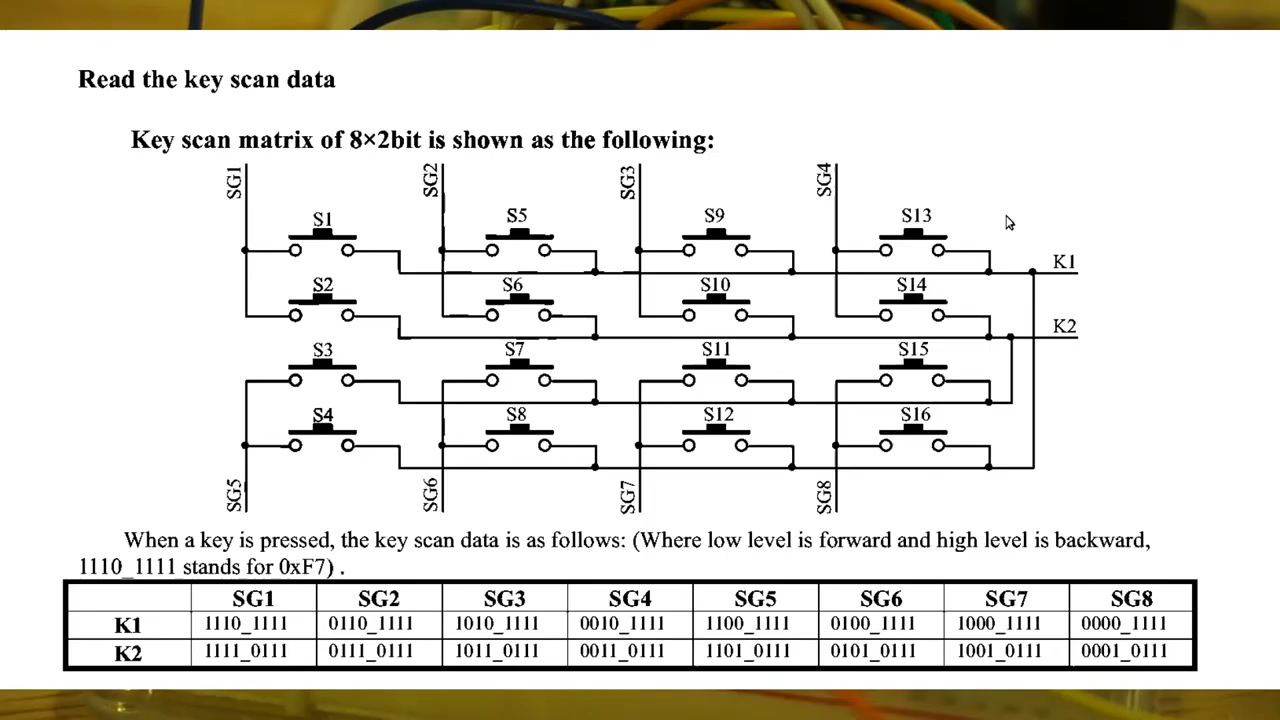 Read the key scan data
Key scan matrix of 8×2bit is shown as the following:
SG1 SG2 SG3 SG4
S1 S5 S9 S13
K1
S2 S6 S10 S14
K2
S3 S7 S11 S15
S4 S8 S12 S16
SG5 SG6 SG7 SG8
When a key is pressed, the key scan data is as follows: (Where low level is forward and high level is backward,
1110_1111 stands for 0xF7) .
SG1 SG2 SG3 SG4 SG5 SG6 SG7 SG8
K1 1110_1111 0110_1111 1010_1111 0010_1111 1100_1111 0100_1111 1000_1111 0000_1111
K2 1111_0111 0111_0111 1011_0111 0011_0111 1101_0111 0101_0111 1001_0111 0001_0111